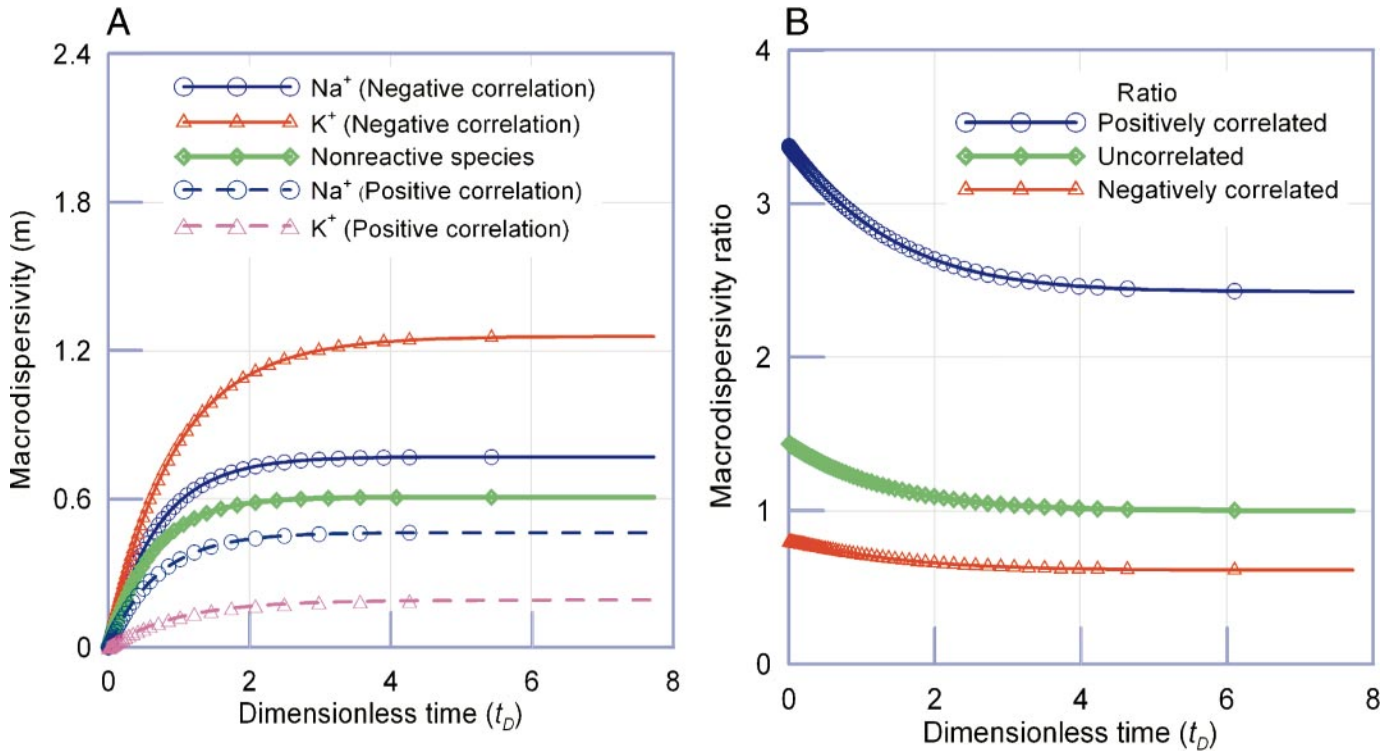 A
Macrodispersivity (m)
2.4
1.8
1.2
0.6
0
Na⁺ (Negative correlation)
K⁺ (Negative correlation)
Nonreactive species
Na⁺ (Positive correlation)
K⁺ (Positive correlation)
0 2 4 6 8
Dimensionless time (t_D)
B
Macrodispersivity ratio
4
3
2
1
0
Ratio
Positively correlated
Uncorrelated
Negatively correlated
0 2 4 6 8
Dimensionless time (t_D)